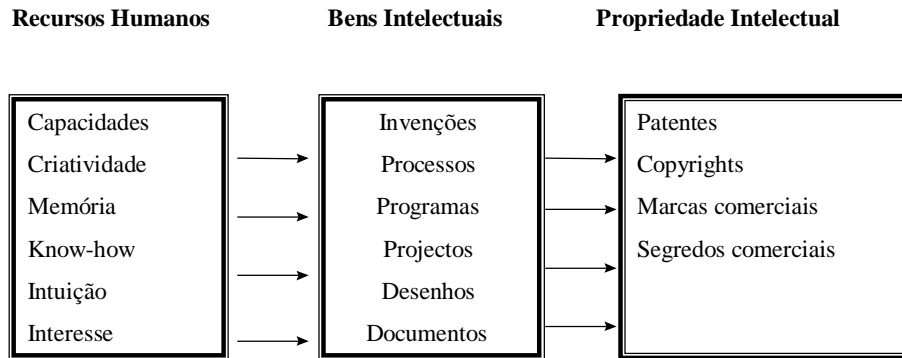 Recursos Humanos
Bens Intelectuais
Propriedade Intelectual
Capacidades
Criatividade
Memória
Know-how
Intuição
Interesse
Invenções
Processos
Programas
Projectos
Desenhos
Documentos
Patentes
Copyrights
Marcas comerciais
Segredos comerciais